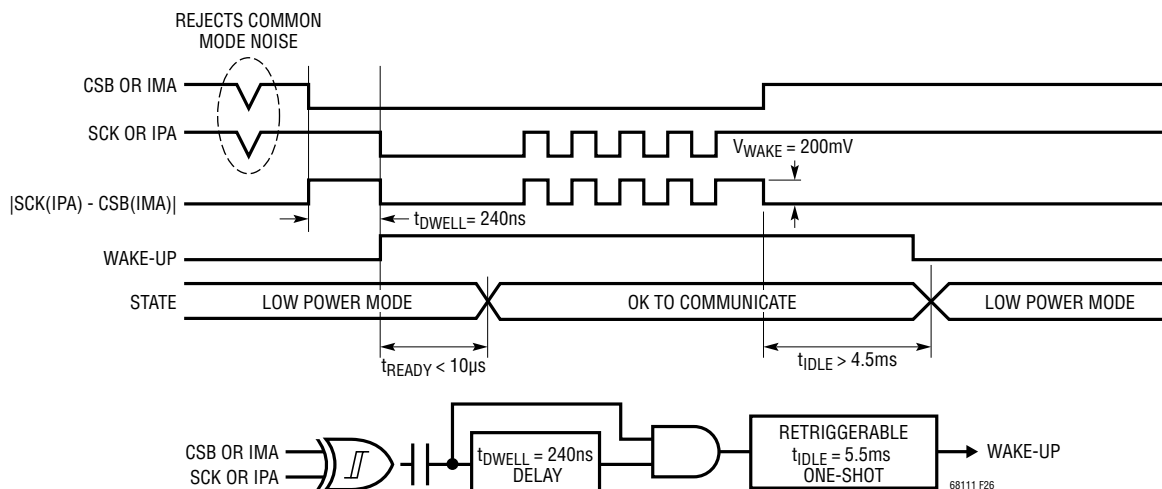 REJECTS COMMON
MODE NOISE
CSB OR IMA
SCK OR IPA
VWAKE = 200mV
|SCK(IPA) - CSB(IMA)|
tDWELL= 240ns
WAKE-UP
STATE
LOW POWER MODE
OK TO COMMUNICATE
LOW POWER MODE
tREADY < 10µs
tIDLE > 4.5ms
CSB OR IMA
SCK OR IPA
tDWELL = 240ns
DELAY
RETRIGGERABLE
tIDLE = 5.5ms
ONE-SHOT
WAKE-UP
68111 F26